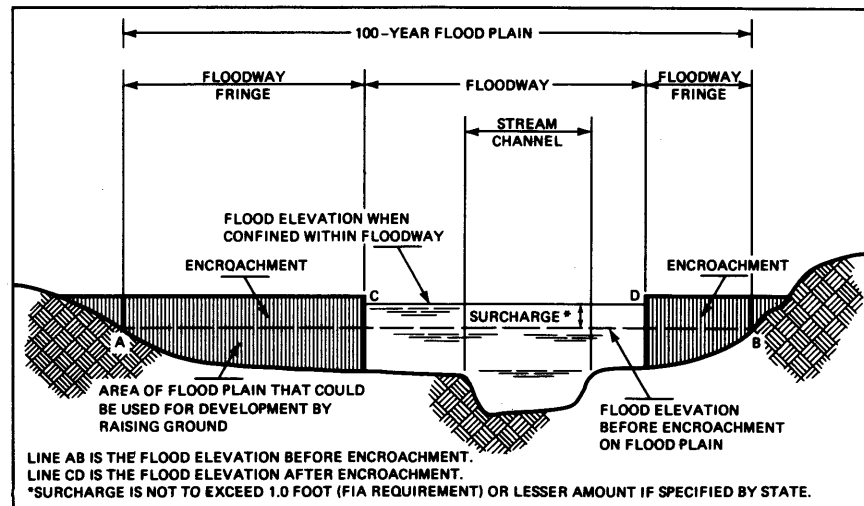 100-YEAR FLOOD PLAIN
FLOODWAY
FRINGE
FLOODWAY
FLOODWAY
FRINGE
STREAM
CHANNEL
FLOOD ELEVATION WHEN
CONFINED WITHIN FLOODWAY
ENCROACHMENT
ENCROACHMENT
C
D
SURCHARGE*
A
B
AREA OF FLOOD PLAIN THAT COULD
BE USED FOR DEVELOPMENT BY
RAISING GROUND
FLOOD ELEVATION
BEFORE ENCROACHMENT
ON FLOOD PLAIN
LINE AB IS THE FLOOD ELEVATION BEFORE ENCROACHMENT.
LINE CD IS THE FLOOD ELEVATION AFTER ENCROACHMENT.
*SURCHARGE IS NOT TO EXCEED 1.0 FOOT (FIA REQUIREMENT) OR LESSER AMOUNT IF SPECIFIED BY STATE.